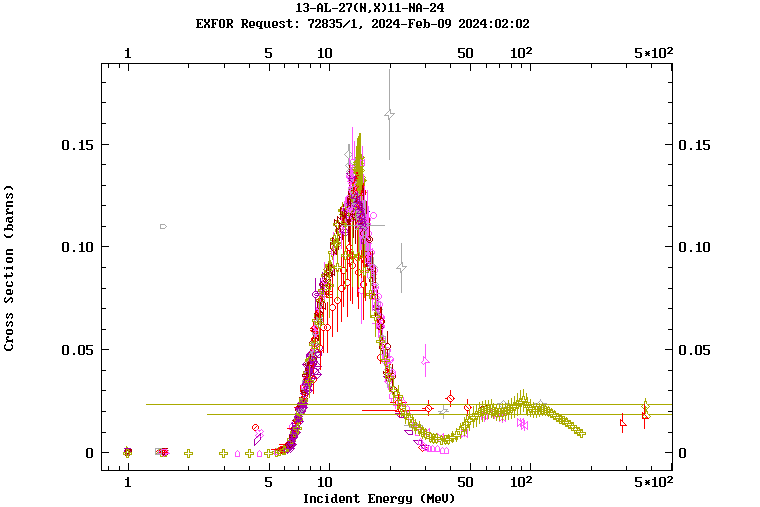 13-AL-27(N,X)11-NA-24
EXFOR Request: 72835/1, 2024-Feb-09 2024:02:02
1 5 10 50 10² 5*10²
0.15 0.15
0.10 0.10
0.05 0.05
0 0
Cross Section (barns)
1 5 10 50 10² 5*10²
Incident Energy (MeV)